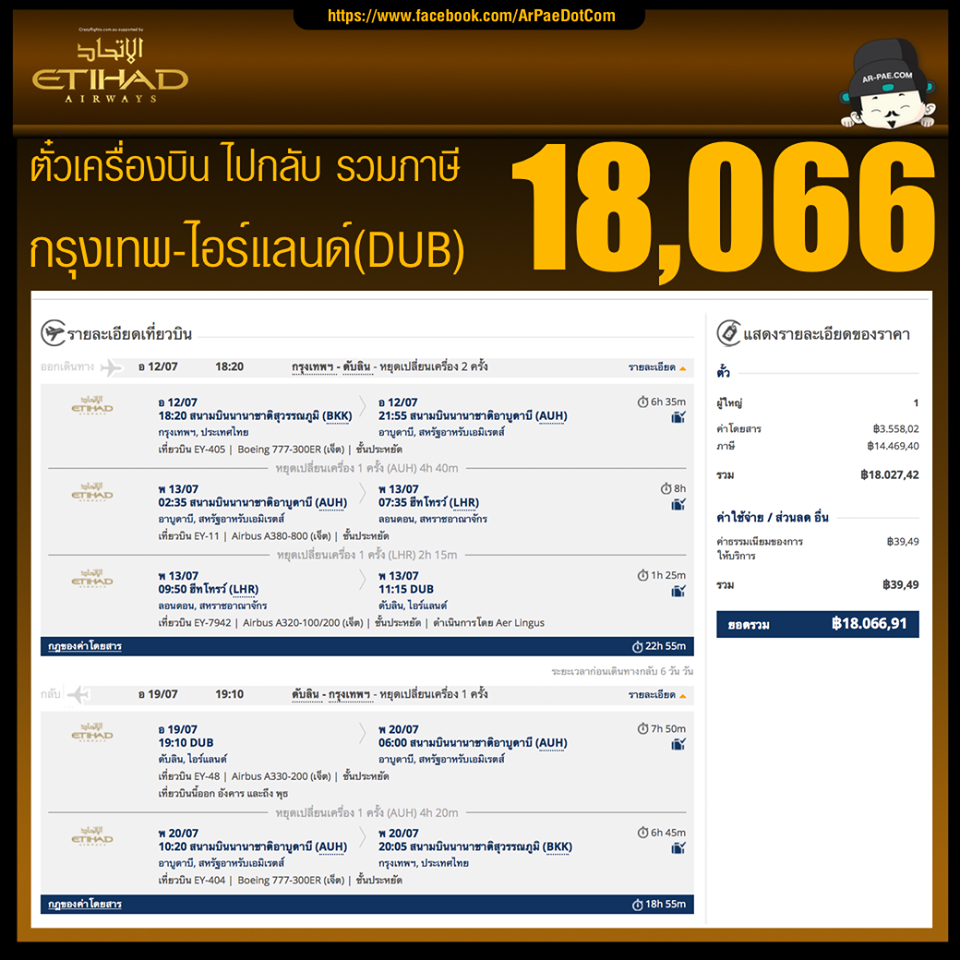 https://www.facebook.com/ArPaeDotCom
الإتحاد
ETIHAD
AIRWAYS
AR-PAE.COM
ตั๋วเครื่องบิน ไปกลับ รวมภาษี
กรุงเทพ-ไอร์แลนด์(DUB)
18,066
รายละเอียดเที่ยวบิน
ออกเดินทาง อ 12/07 18:20 กรุงเทพฯ - ดับลิน - หยุดเปลี่ยนเครื่อง 2 ครั้ง รายละเอียด
ETIHAD
อ 12/07 อ 12/07 6h 35m
18:20 สนามบินนานาชาติสุวรรณภูมิ (BKK) 21:55 สนามบินนานาชาติอาบูดาบี (AUH)
กรุงเทพฯ, ประเทศไทย อาบูดาบี, สหรัฐอาหรับเอมิเรตส์
เที่ยวบิน EY-405 | Boeing 777-300ER (เจ็ต) | ชั้นประหยัด
หยุดเปลี่ยนเครื่อง 1 ครั้ง (AUH) 4h 40m
ETIHAD
พ 13/07 พ 13/07 8h
02:35 สนามบินนานาชาติอาบูดาบี (AUH) 07:35 ฮีทโทรว์ (LHR)
อาบูดาบี, สหรัฐอาหรับเอมิเรตส์ ลอนดอน, สหราชอาณาจักร
เที่ยวบิน EY-11 | Airbus A380-800 (เจ็ต) | ชั้นประหยัด
หยุดเปลี่ยนเครื่อง 1 ครั้ง (LHR) 2h 15m
ETIHAD
พ 13/07 พ 13/07 1h 25m
09:50 ฮีทโทรว์ (LHR) 11:15 DUB
ลอนดอน, สหราชอาณาจักร ดับลิน, ไอร์แลนด์
เที่ยวบิน EY-7942 | Airbus A320-100/200 (เจ็ต) | ชั้นประหยัด | ดำเนินการโดย Aer Lingus
กฎของค่าโดยสาร 22h 55m
ระยะเวลาก่อนเดินทางกลับ 6 วัน วัน
กลับ อ 19/07 19:10 ดับลิน - กรุงเทพฯ - หยุดเปลี่ยนเครื่อง 1 ครั้ง รายละเอียด
ETIHAD
อ 19/07 พ 20/07 7h 50m
19:10 DUB 06:00 สนามบินนานาชาติอาบูดาบี (AUH)
ดับลิน, ไอร์แลนด์ อาบูดาบี, สหรัฐอาหรับเอมิเรตส์
เที่ยวบิน EY-48 | Airbus A330-200 (เจ็ต) | ชั้นประหยัด
เที่ยวบินนี้ออก อังคาร และถึง พุธ
หยุดเปลี่ยนเครื่อง 1 ครั้ง (AUH) 4h 20m
ETIHAD
พ 20/07 พ 20/07 6h 45m
10:20 สนามบินนานาชาติอาบูดาบี (AUH) 20:05 สนามบินนานาชาติสุวรรณภูมิ (BKK)
อาบูดาบี, สหรัฐอาหรับเอมิเรตส์ กรุงเทพฯ, ประเทศไทย
เที่ยวบิน EY-404 | Boeing 777-300ER (เจ็ต) | ชั้นประหยัด
กฎของค่าโดยสาร 18h 55m
แสดงรายละเอียดของราคา
ตั๋ว
ผู้ใหญ่ 1
ค่าโดยสาร ฿3.558,02
ภาษี ฿14.469,40
รวม ฿18.027,42
ค่าใช้จ่าย / ส่วนลด อื่น
ค่าธรรมเนียมของการ ฿39,49
ให้บริการ
รวม ฿39,49
ยอดรวม ฿18.066,91